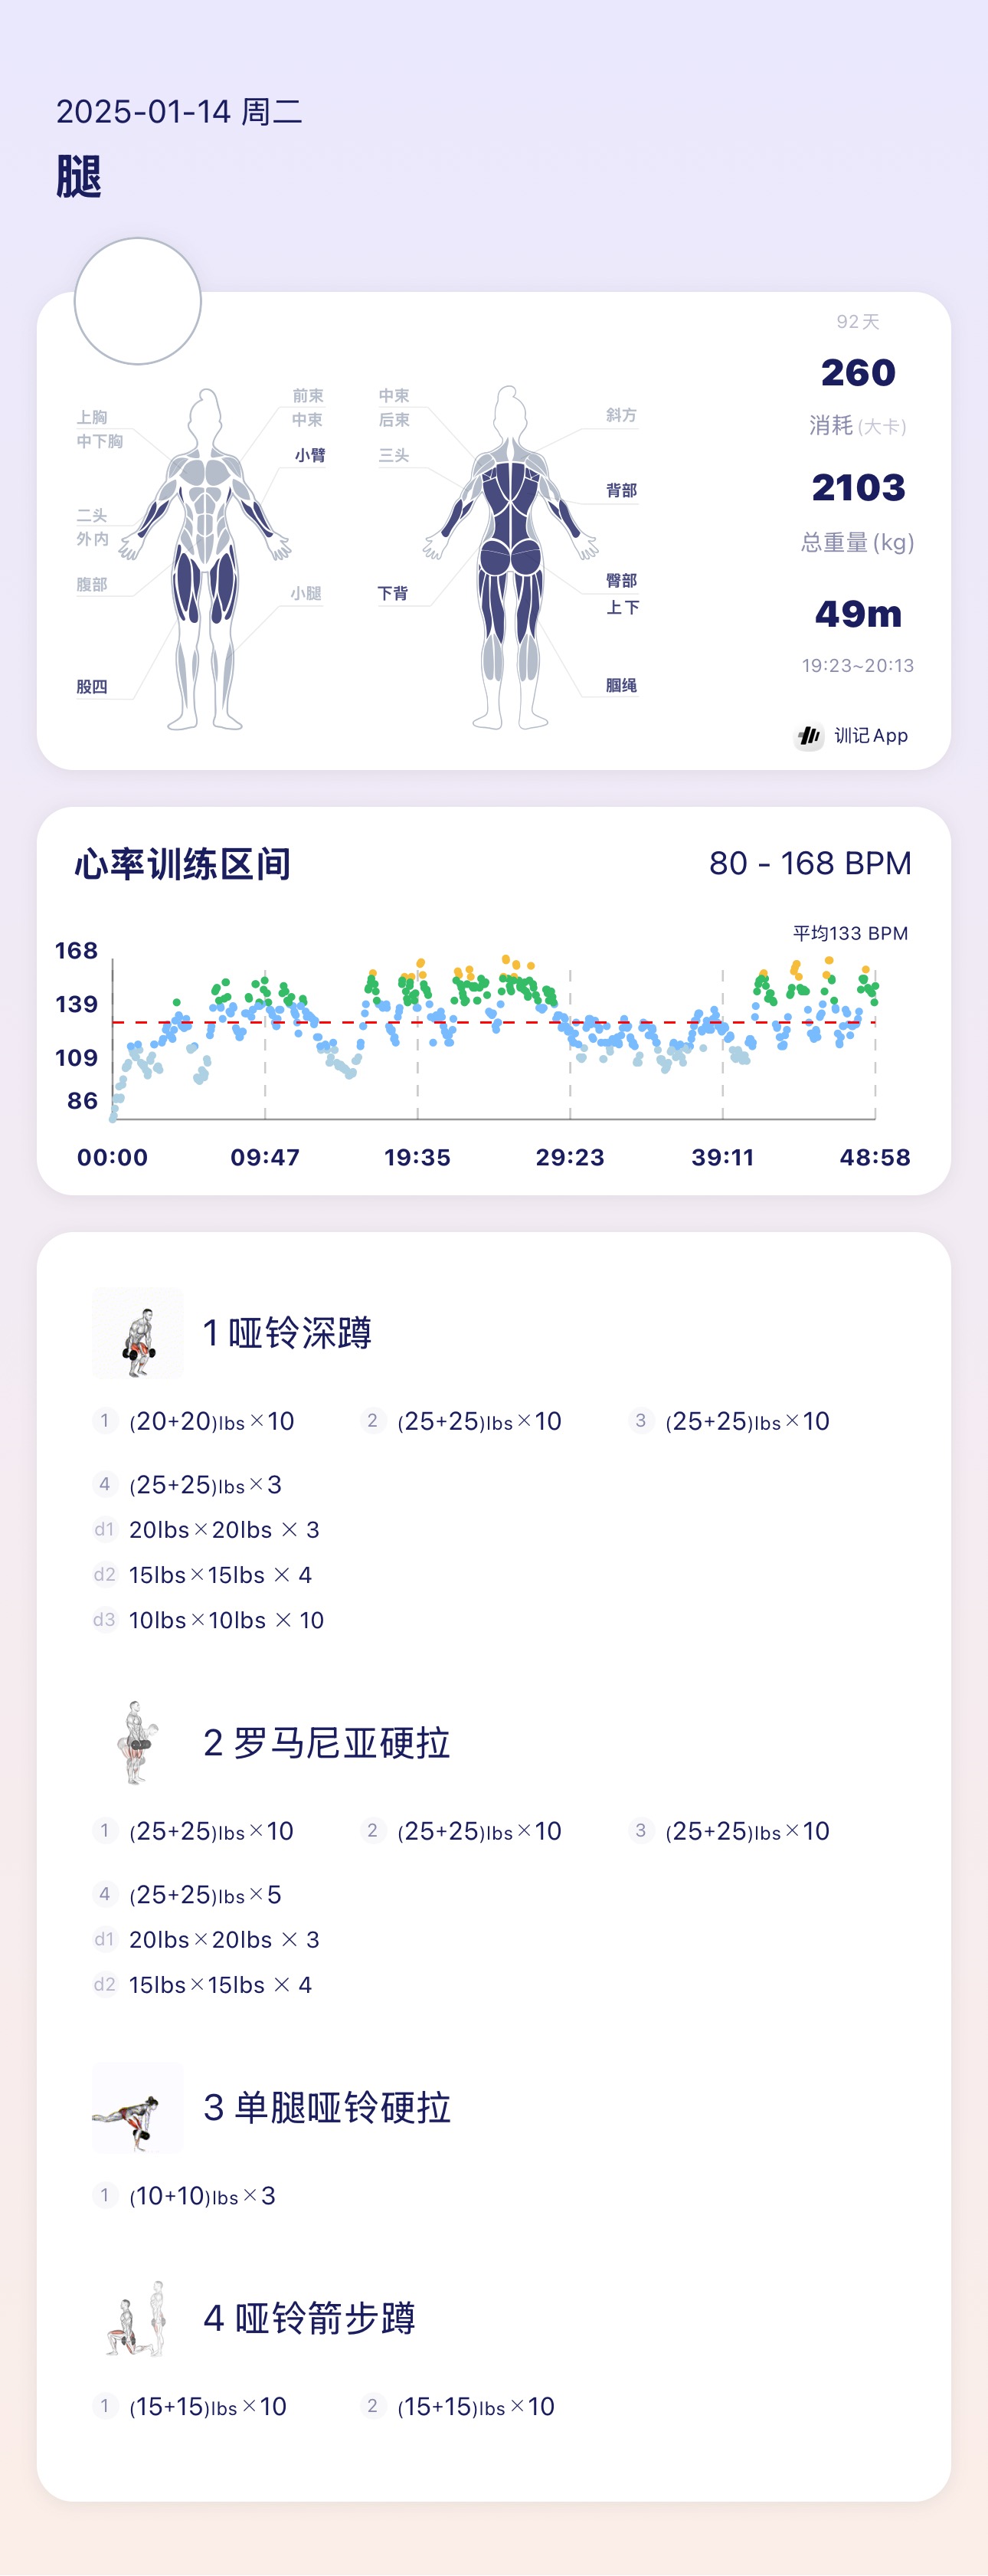 2025-01-14 周二
腿
92天
260
消耗(大卡)
2103
总重量(kg)
49m
19:23~20:13
训记App
上胸
中下胸
二头
外内
腹部
股四
前束
中束
小臂
小腿
中束
后束
三头
下背
斜方
背部
臀部
上下
腘绳
心率训练区间
80 - 168 BPM
平均133 BPM
168
139
109
86
00:00 09:47 19:35 29:23 39:11 48:58
1 哑铃深蹲
1 (20+20)lbs×10 2 (25+25)lbs×10 3 (25+25)lbs×10
4 (25+25)lbs×3
d1 20lbs×20lbs × 3
d2 15lbs×15lbs × 4
d3 10lbs×10lbs × 10
2 罗马尼亚硬拉
1 (25+25)lbs×10 2 (25+25)lbs×10 3 (25+25)lbs×10
4 (25+25)lbs×5
d1 20lbs×20lbs × 3
d2 15lbs×15lbs × 4
3 单腿哑铃硬拉
1 (10+10)lbs×3
4 哑铃箭步蹲
1 (15+15)lbs×10 2 (15+15)lbs×10